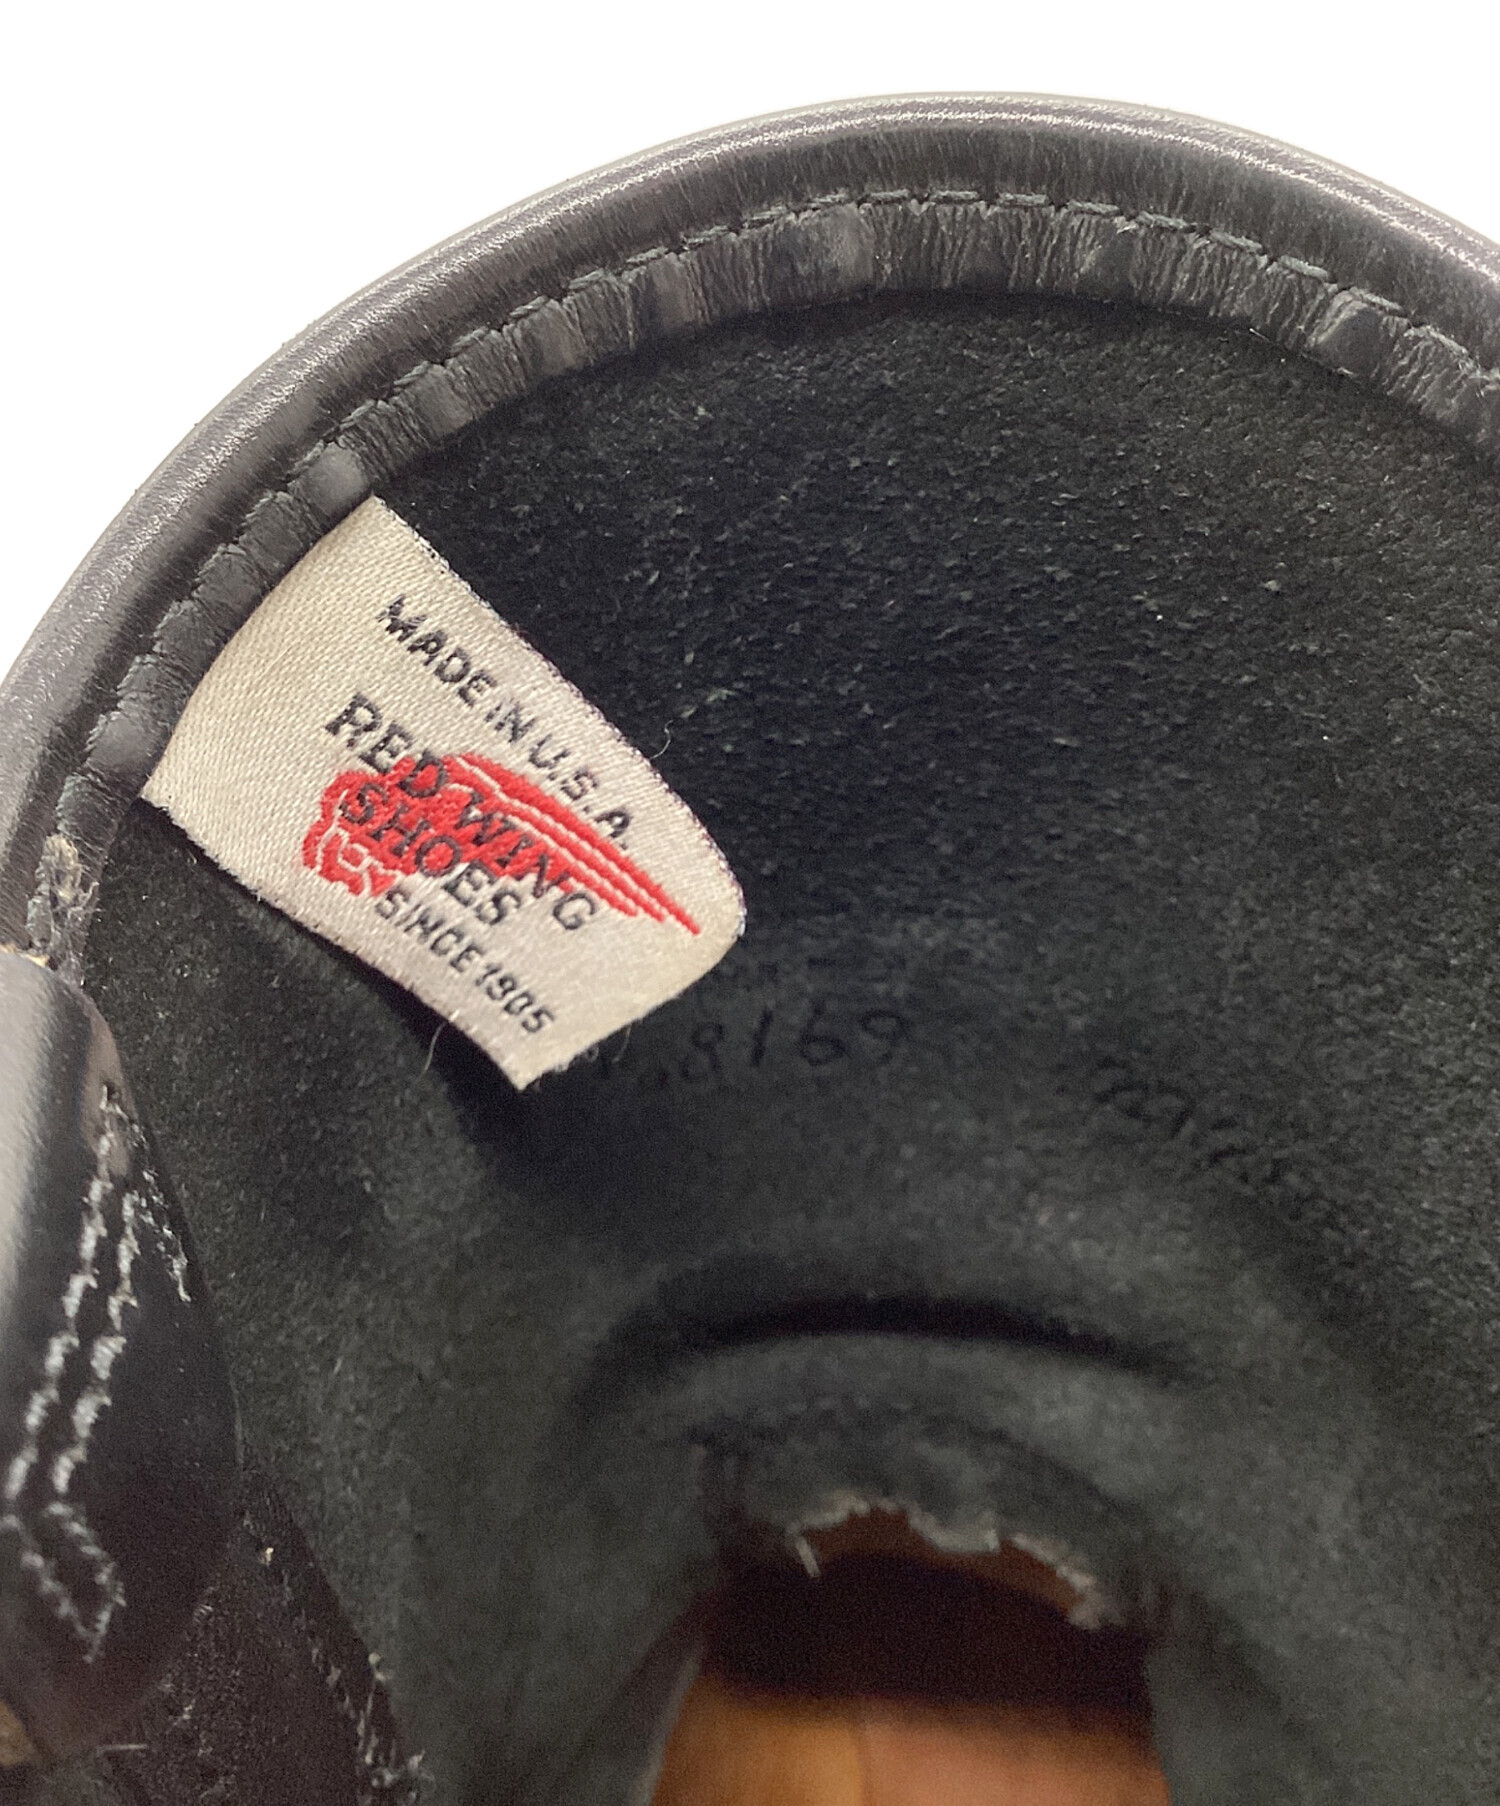 MADE IN U.S.A.
RED WING
SHOES
SINCE 1905
8169